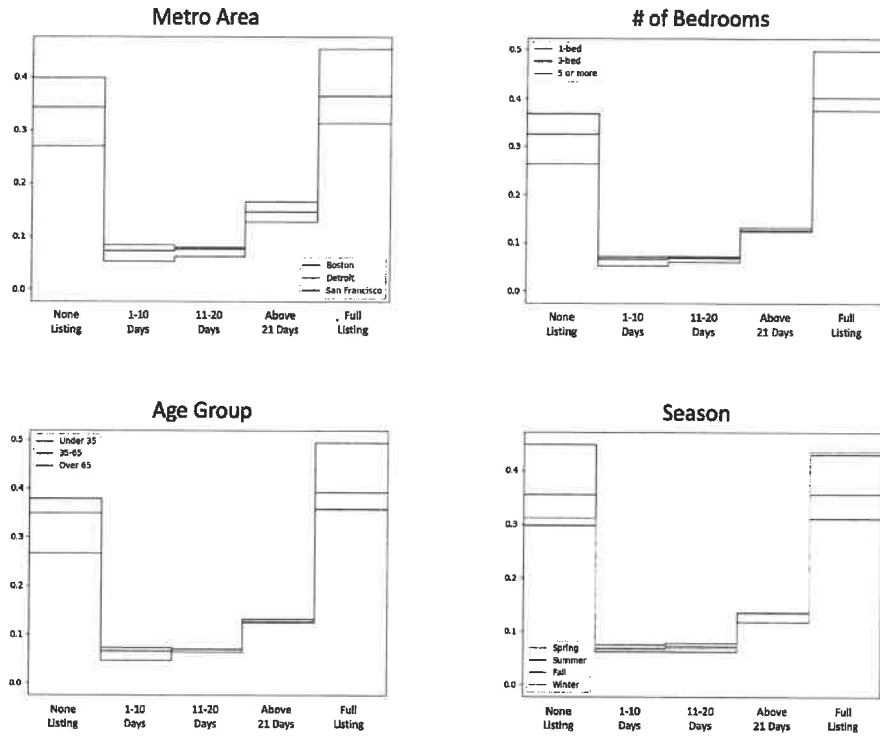 Metro Area
0.4
0.3
0.2
0.1
0.0
Boston
Detroit
San Francisco
None Listing
1-10 Days
11-20 Days
Above 21 Days
Full Listing
# of Bedrooms
0.5
0.4
0.3
0.2
0.1
0.0
1-bed
3-bed
5 or more
None Listing
1-10 Days
11-20 Days
Above 21 Days
Full Listing
Age Group
0.5
0.4
0.3
0.2
0.1
0.0
Under 35
35-65
Over 65
None Listing
1-10 Days
11-20 Days
Above 21 Days
Full Listing
Season
0.4
0.3
0.2
0.1
0.0
Spring
Summer
Fall
Winter
None Listing
1-10 Days
11-20 Days
Above 21 Days
Full Listing